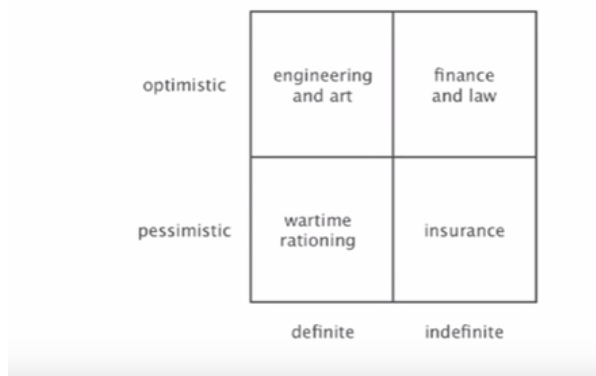 optimistic
engineering
and art
finance
and law
pessimistic
wartime
rationing
insurance
definite
indefinite